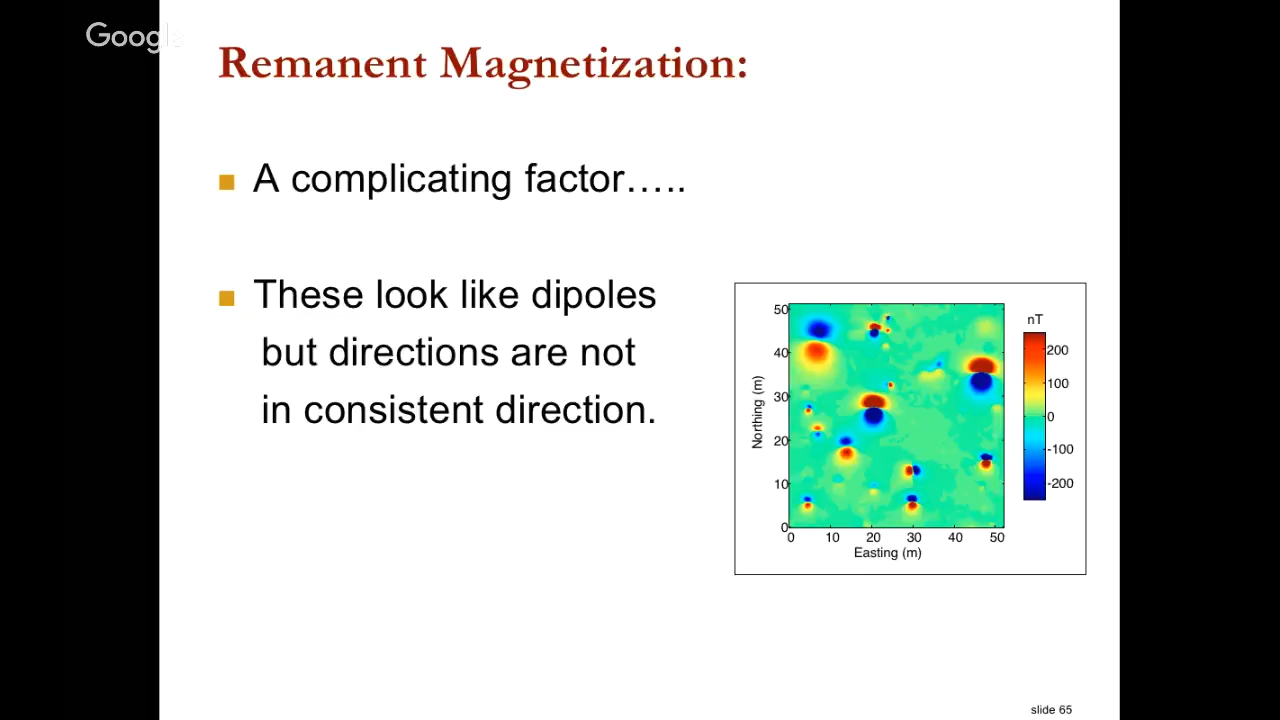 Google
Remanent Magnetization:
A complicating factor…..
These look like dipoles
but directions are not
in consistent direction.
nT
200
100
0
-100
-200
50
40
30
20
10
0
Northing (m)
0 10 20 30 40 50
Easting (m)
slide 65